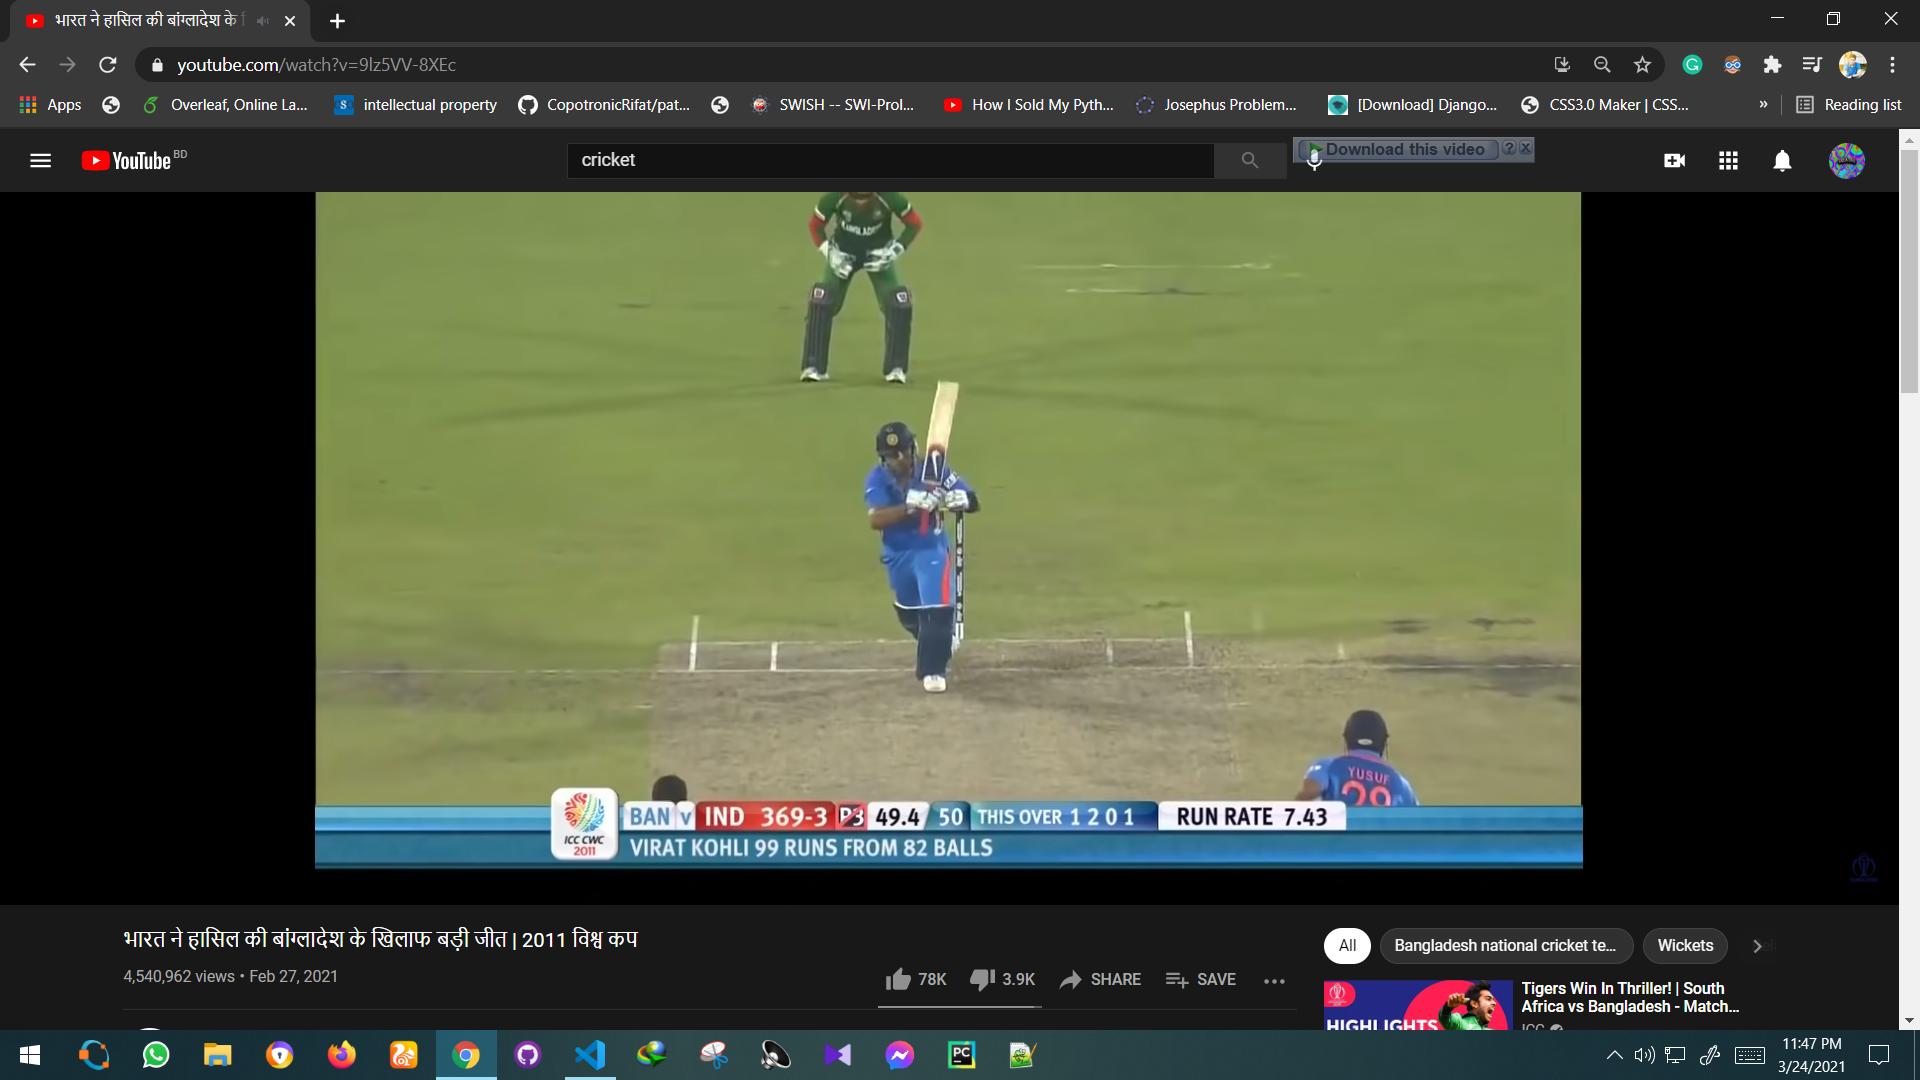 भारत ने हासिल की बांग्लादेश के
youtube.com/watch?v=9lz5VV-8XEc
Apps
Overleaf, Online La...
intellectual property
CopotronicRifat/pat...
SWISH -- SWI-Prol...
How I Sold My Pyth...
Josephus Problem...
[Download] Django...
CSS3.0 Maker | CSS...
»
Reading list
YouTube BD
cricket
Download this video ?
BANGLADESH
YUSUF
29
ICC CWC
2011
BAN v IND 369-3 P3 49.4 50 THIS OVER 1 2 0 1 RUN RATE 7.43
VIRAT KOHLI 99 RUNS FROM 82 BALLS
भारत ने हासिल की बांग्लादेश के खिलाफ बड़ी जीत | 2011 विश्व कप
4,540,962 views • Feb 27, 2021
78K
3.9K
SHARE
SAVE
All
Bangladesh national cricket te...
Wickets
HIGHLIGHTS
Tigers Win In Thriller! | South
Africa vs Bangladesh - Match...
ICC
PC
11:47 PM
3/24/2021